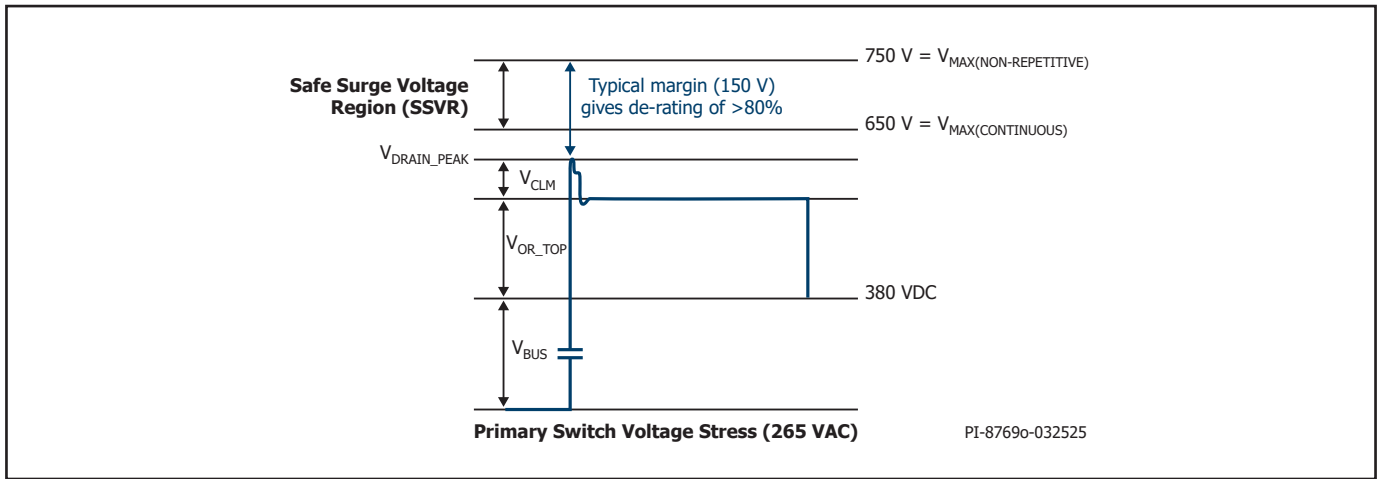 750 V = VMAX(NON-REPETITIVE)
Safe Surge Voltage
Region (SSVR)
Typical margin (150 V)
gives de-rating of >80%
650 V = VMAX(CONTINUOUS)
VDRAIN_PEAK
VCLM
VOR_TOP
380 VDC
VBUS
Primary Switch Voltage Stress (265 VAC)
PI-8769o-032525